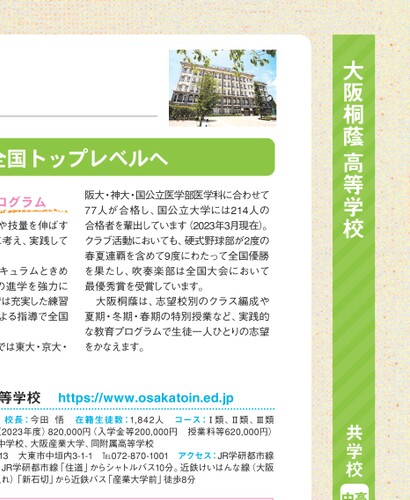 全国トップレベルへ
ログラム
や技量を伸ばす
に考え、実践して
キュラムときめ
の進学を強力に
では充実した練習
よる指導で全国
では東大・京大・
阪大・神大・国公立医学部医学科に合わせて
77人が合格し、国公立大学には214人の
合格者を輩出しています（2023年3月現在）。
クラブ活動においても、硬式野球部が2度の
春夏連覇を含めて9度にわたって全国優勝
を果たし、吹奏楽部は全国大会において
最優秀賞を受賞しています。
大阪桐蔭は、志望校別のクラス編成や
夏期・冬期・春期の特別授業など、実践的
な教育プログラムで生徒一人ひとりの志望
をかなえます。
等学校 https://www.osakatoin.ed.jp
校長：今田 悟 在籍生徒数：1,842人 コース：Ⅰ類、Ⅱ類、Ⅲ類
（2023年度）820,000円（入学金等200,000円 授業料等620,000円）
中学校、大阪産業大学、同附属高等学校
13 大東市中垣内3-1-1 TEL072-870-1001 アクセス：JR学研都市線
JR学研都市線「住道」からシャトルバス10分。近鉄けいはんな線（大阪
れ）「新石切」から近鉄バス「産業大学前」徒歩8分
大阪桐蔭高等学校
共学校
中高